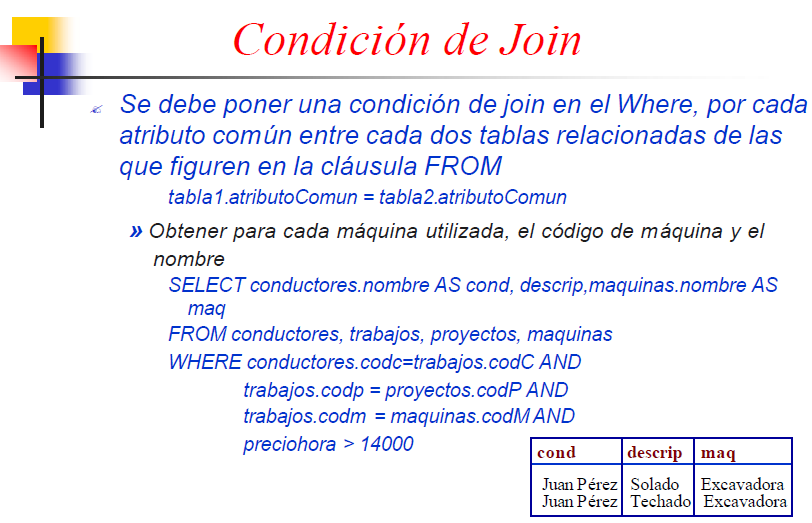 Condición de Join
Se debe poner una condición de join en el Where, por cada
atributo común entre cada dos tablas relacionadas de las
que figuren en la cláusula FROM
tabla1.atributoComun = tabla2.atributoComun
» Obtener para cada máquina utilizada, el código de máquina y el
nombre
SELECT conductores.nombre AS cond, descrip,maquinas.nombre AS
maq
FROM conductores, trabajos, proyectos, maquinas
WHERE conductores.codc=trabajos.codC AND
trabajos.codp = proyectos.codP AND
trabajos.codm = maquinas.codM AND
preciohora > 14000
cond descrip maq
Juan Pérez Solado Excavadora
Juan Pérez Techado Excavadora